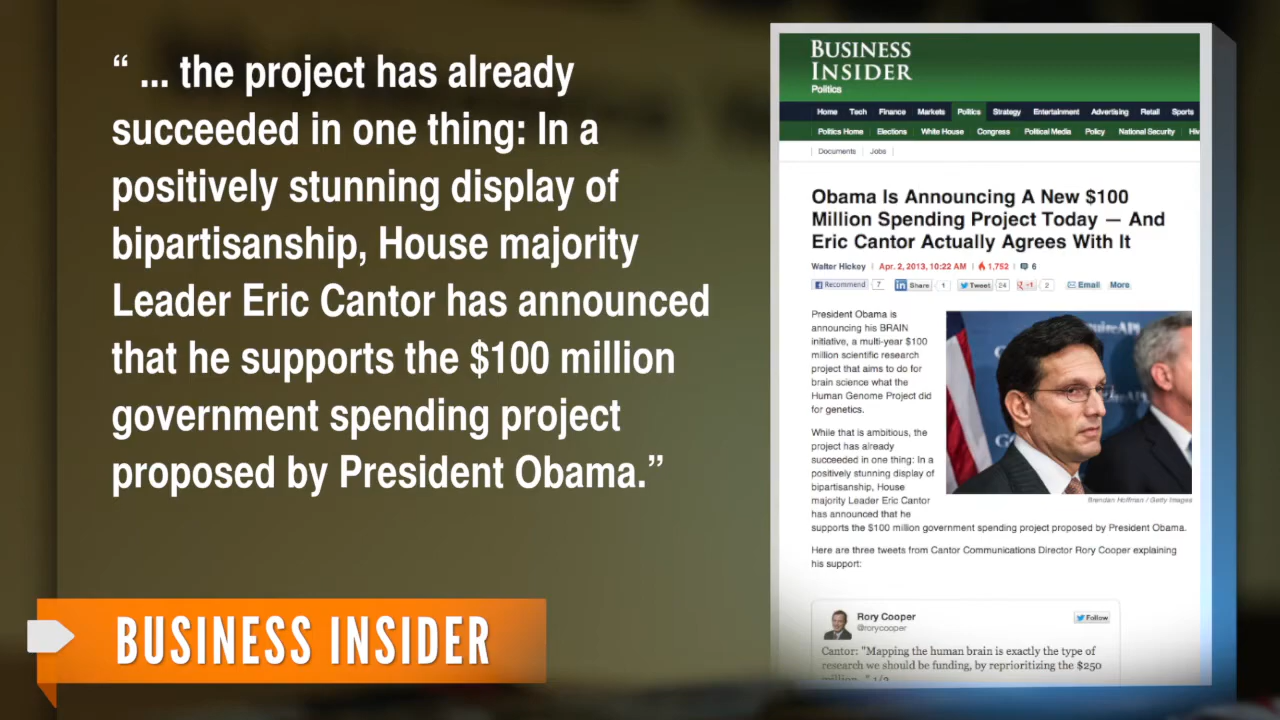 “ ... the project has already
succeeded in one thing: In a
positively stunning display of
bipartisanship, House majority
Leader Eric Cantor has announced
that he supports the $100 million
government spending project
proposed by President Obama.”
BUSINESS INSIDER
BUSINESS
INSIDER
Politics
Home Tech Finance Markets Politics Strategy Entertainment Advertising Retail Sports
Politics Home Elections White House Congress Political Media Policy National Security
Documents Jobs
Obama Is Announcing A New $100
Million Spending Project Today — And
Eric Cantor Actually Agrees With It
Walter Hickey Apr. 2, 2013, 10:22 AM 1,752 6
Recommend 7 Share 1 Tweet 24 +1 2 Email More
President Obama is
announcing his BRAIN
initiative, a multi-year $100
million scientific research
project that aims to do for
brain science what the
Human Genome Project did
for genetics.
While that is ambitious, the
project has already
succeeded in one thing: In a
positively stunning display of
bipartisanship, House
majority Leader Eric Cantor
has announced that he
supports the $100 million government spending project proposed by President Obama.
Brendan Hoffman / Getty Images
Here are three tweets from Cantor Communications Director Rory Cooper explaining
his support:
Rory Cooper
@rorycooper
Follow
Cantor: "Mapping the human brain is exactly the type of
research we should be funding, by reprioritizing the $250